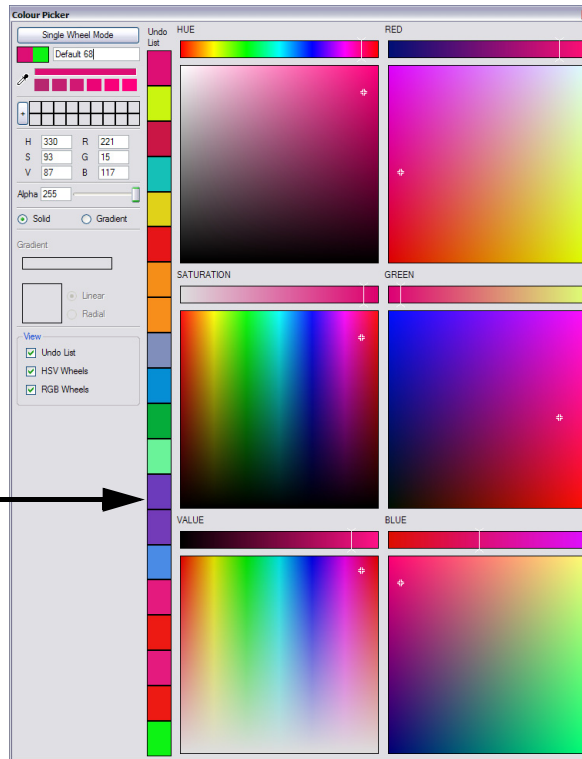 Colour Picker
Single Wheel Mode
Default 68
+
H 330 R 221
S 93 G 15
V 87 B 117
Alpha 255
Solid Gradient
Gradient
Linear
Radial
View
Undo List
HSV Wheels
RGB Wheels
Undo
List
HUE
RED
SATURATION
GREEN
VALUE
BLUE